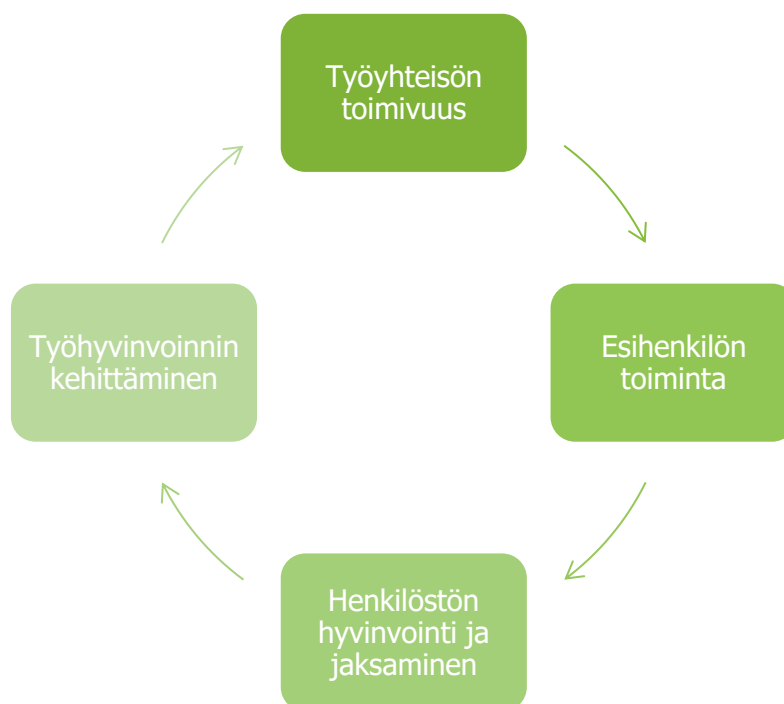 Työyhteisön
toimivuus
Esihenkilön
toiminta
Henkilöstön
hyvinvointi ja
jaksaminen
Työhyvinvoinnin
kehittäminen